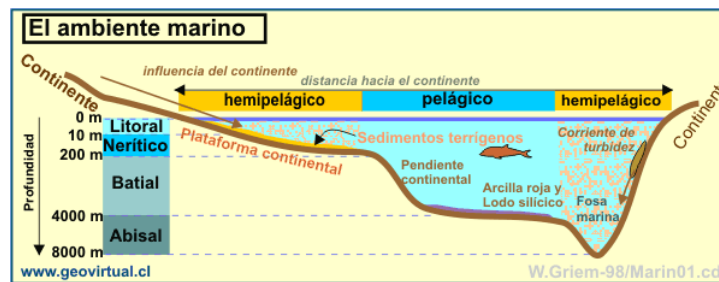 El ambiente marino
Continente
influencia del continente
distancia hacia el continente
hemipelágico
pelágico
hemipelágico
Continent
0 m
Litoral
10 m
Nerítico
200 m
Batial
4000 m
Abisal
8000 m
Profundidad
Plataforma continental
Sedimentos terrígenos
Corriente de
turbidez
Pendiente
continental
Arcilla roja y
Lodo silícico
Fosa
marina
www.geovirtual.cl
W.Griem-98/Marin01.cd